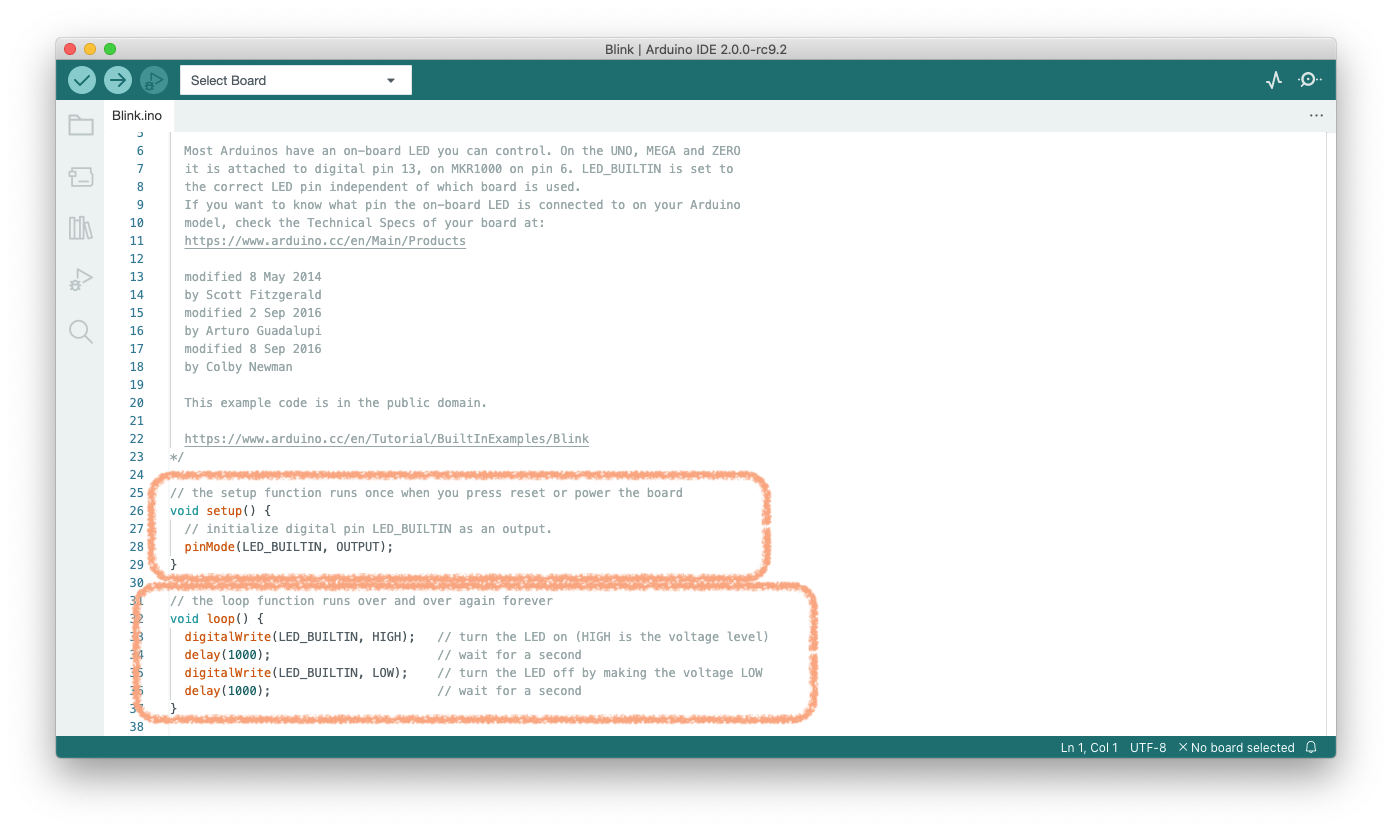 Blink | Arduino IDE 2.0.0-rc9.2
Select Board
Blink.ino
5
6 Most Arduinos have an on-board LED you can control. On the UNO, MEGA and ZERO
7 it is attached to digital pin 13, on MKR1000 on pin 6. LED_BUILTIN is set to
8 the correct LED pin independent of which board is used.
9 If you want to know what pin the on-board LED is connected to on your Arduino
10 model, check the Technical Specs of your board at:
11 https://www.arduino.cc/en/Main/Products
12
13 modified 8 May 2014
14 by Scott Fitzgerald
15 modified 2 Sep 2016
16 by Arturo Guadalupi
17 modified 8 Sep 2016
18 by Colby Newman
19
20 This example code is in the public domain.
21
22 https://www.arduino.cc/en/Tutorial/BuiltInExamples/Blink
23 */
24
25 // the setup function runs once when you press reset or power the board
26 void setup() {
27 // initialize digital pin LED_BUILTIN as an output.
28 pinMode(LED_BUILTIN, OUTPUT);
29 }
30
31 // the loop function runs over and over again forever
32 void loop() {
33 digitalWrite(LED_BUILTIN, HIGH); // turn the LED on (HIGH is the voltage level)
34 delay(1000); // wait for a second
35 digitalWrite(LED_BUILTIN, LOW); // turn the LED off by making the voltage LOW
36 delay(1000); // wait for a second
37 }
38
Ln 1, Col 1 UTF-8 × No board selected